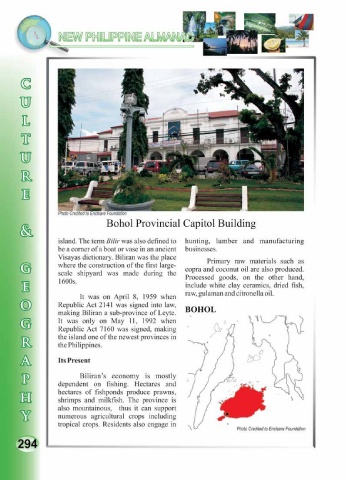 NEW PHILIPPINE ALMANAC
CULTURE & GEOGRAPHY
Photo Credited to Enclsave Foundation
Bohol Provincial Capitol Building
island. The term Bilir was also defined to
be a corner of a boat or vase in an ancient
Visayas dictionary. Biliran was the place
where the construction of the first large-
scale shipyard was made during the
1600s.
It was on April 8, 1959 when
Republic Act 2141 was signed into law,
making Biliran a sub-province of Leyte.
It was only on May 11, 1992 when
Republic Act 7160 was signed, making
the island one of the newest provinces in
the Philippines.
Its Present
Biliran's economy is mostly
dependent on fishing. Hectares and
hectares of fishponds produce prawns,
shrimps and milkfish. The province is
also mountainous, thus it can support
numerous agricultural crops including
tropical crops. Residents also engage in
hunting, lumber and manufacturing
businesses.
Primary raw materials such as
copra and coconut oil are also produced.
Processed goods, on the other hand,
include white clay ceramics, dried fish,
raw, gulaman and citronella oil.
BOHOL
Photo Credited to Enclsave Foundation
294